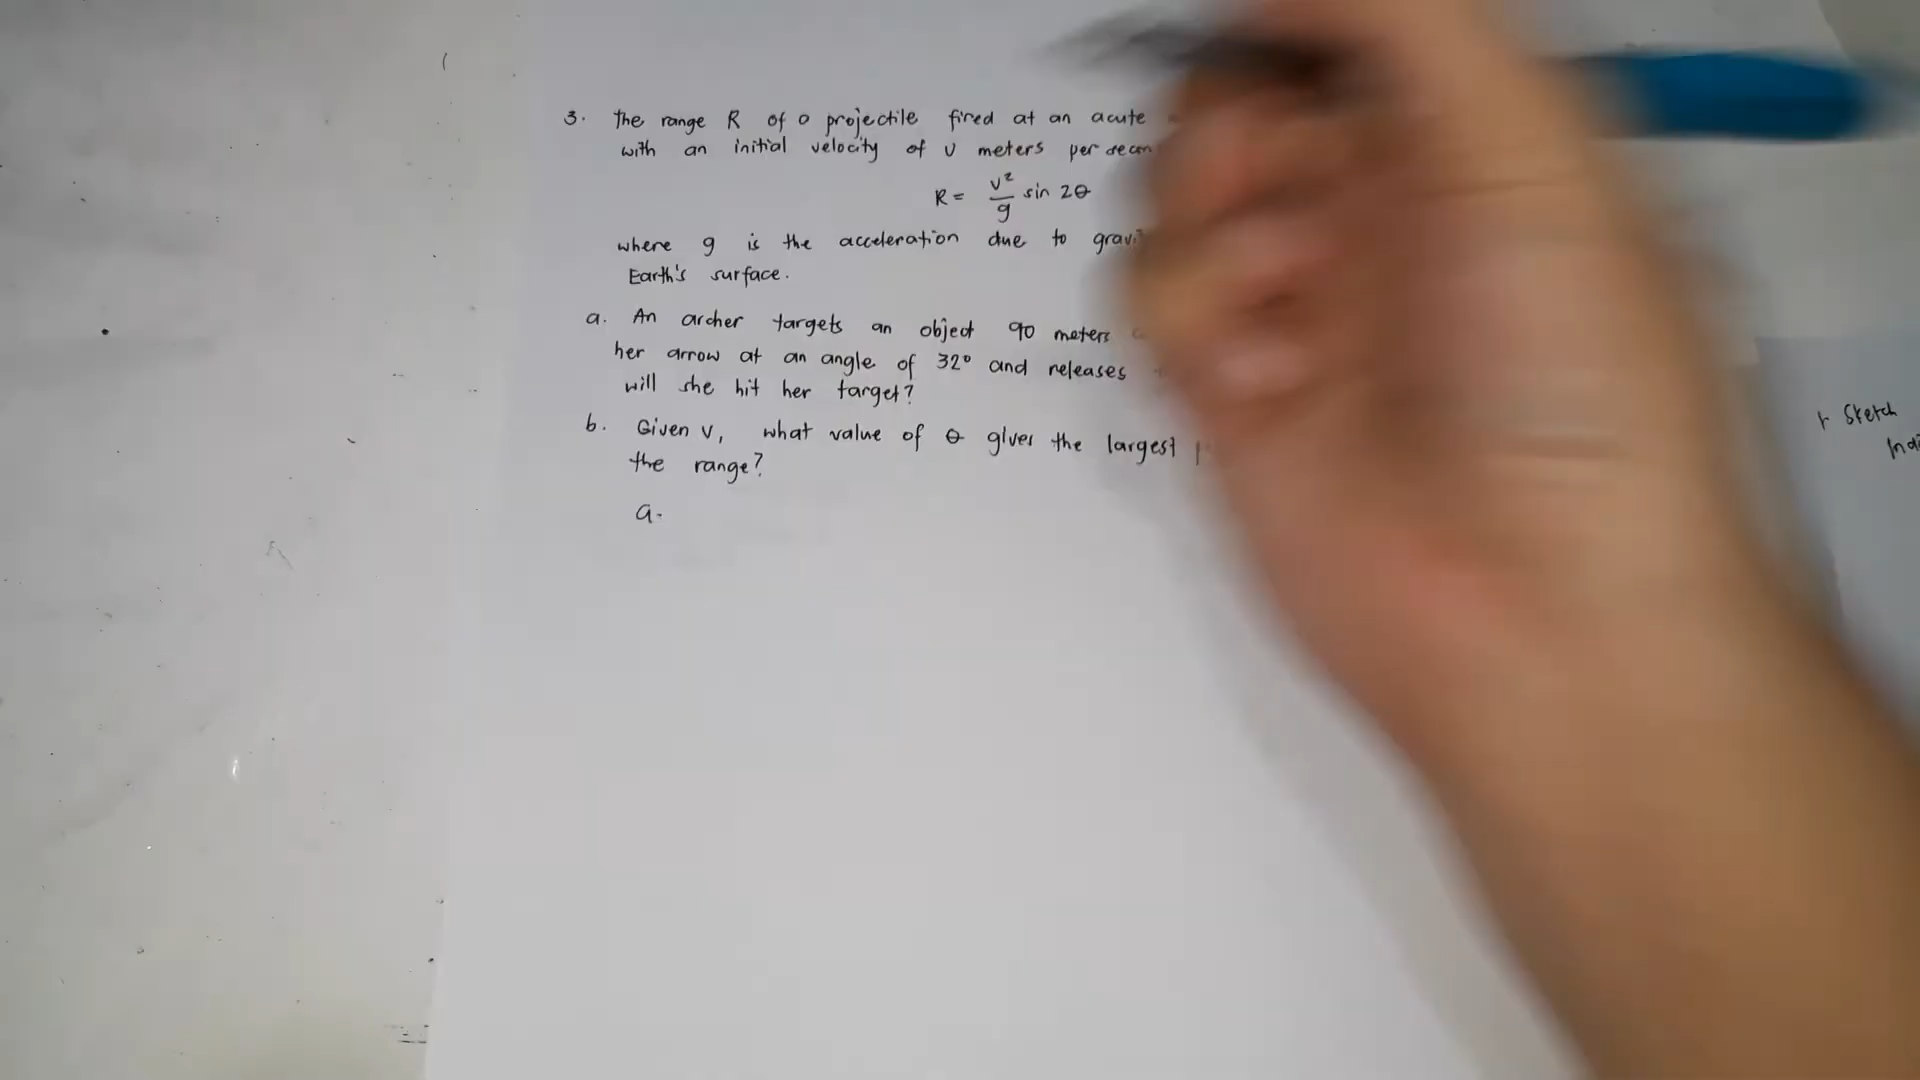 3. the range R of a projectile fired at an acute
with an initial velocity of v meters per
R = v²/g sin 2θ
where g is the acceleration due to
Earth's surface.
a. An archer targets an object 90 meters
her arrow at an angle of 32° and releases
will she hit her target?
b. Given v, what value of θ gives the largest
the range?
a.
Sketch